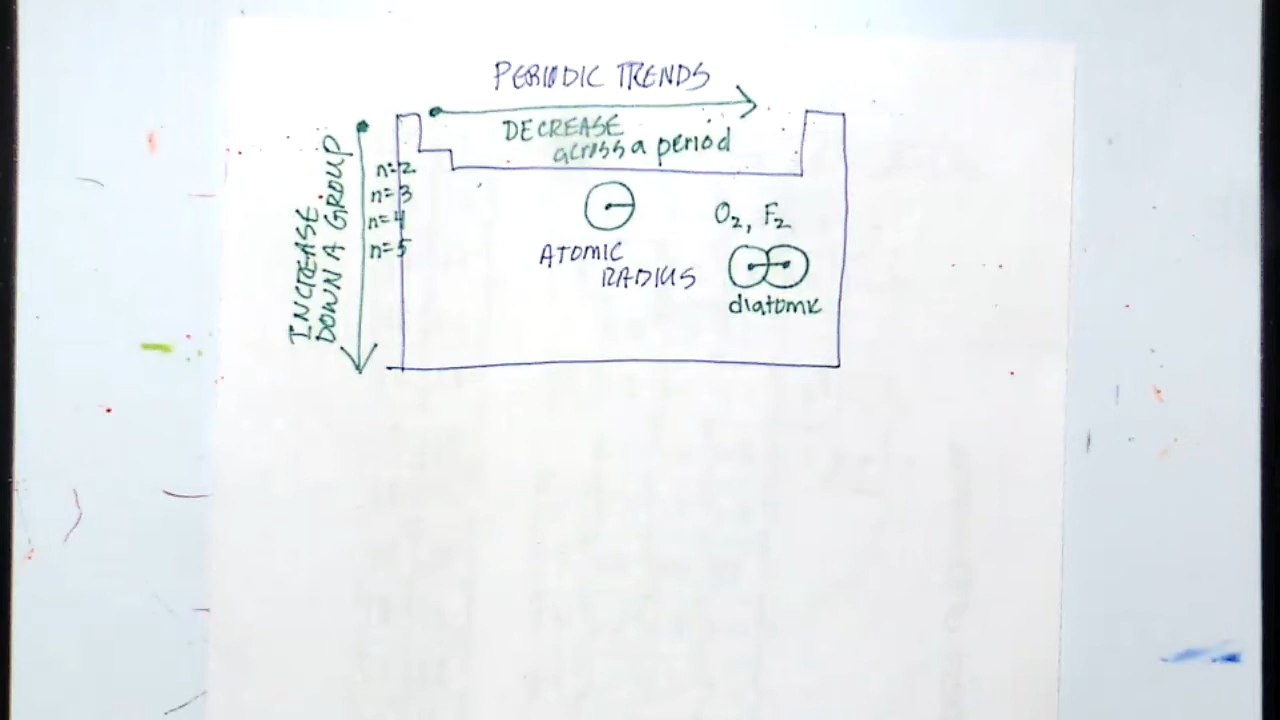 PERIODIC TRENDS
DECREASE
across a period
INCREASE
DOWN A GROUP
n=2
n=3
n=4
n=5
ATOMIC
RADIUS
O₂, F₂
diatomic